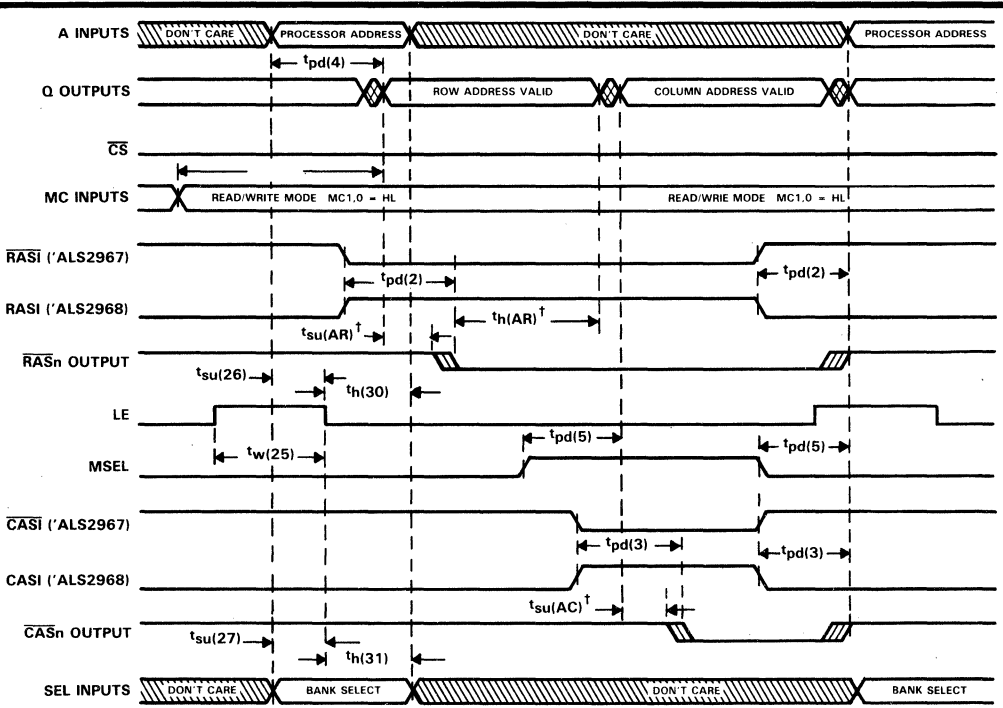 A INPUTS DON'T CARE PROCESSOR ADDRESS DON'T CARE PROCESSOR ADDRESS
tpd(4)
Q OUTPUTS ROW ADDRESS VALID COLUMN ADDRESS VALID
CS
MC INPUTS READ/WRITE MODE MC1,0 = HL READ/WRIE MODE MC1,0 = HL
RASI ('ALS2967)
tpd(2) tpd(2)
RASI ('ALS2968)
tsu(AR)† th(AR)†
RASn OUTPUT
tsu(26)
th(30)
LE
tpd(5) tpd(5)
tw(25)
MSEL
CASI ('ALS2967)
tpd(3) tpd(3)
CASI ('ALS2968)
tsu(AC)†
CASn OUTPUT
tsu(27)
th(31)
SEL INPUTS DON'T CARE BANK SELECT DON'T CARE BANK SELECT